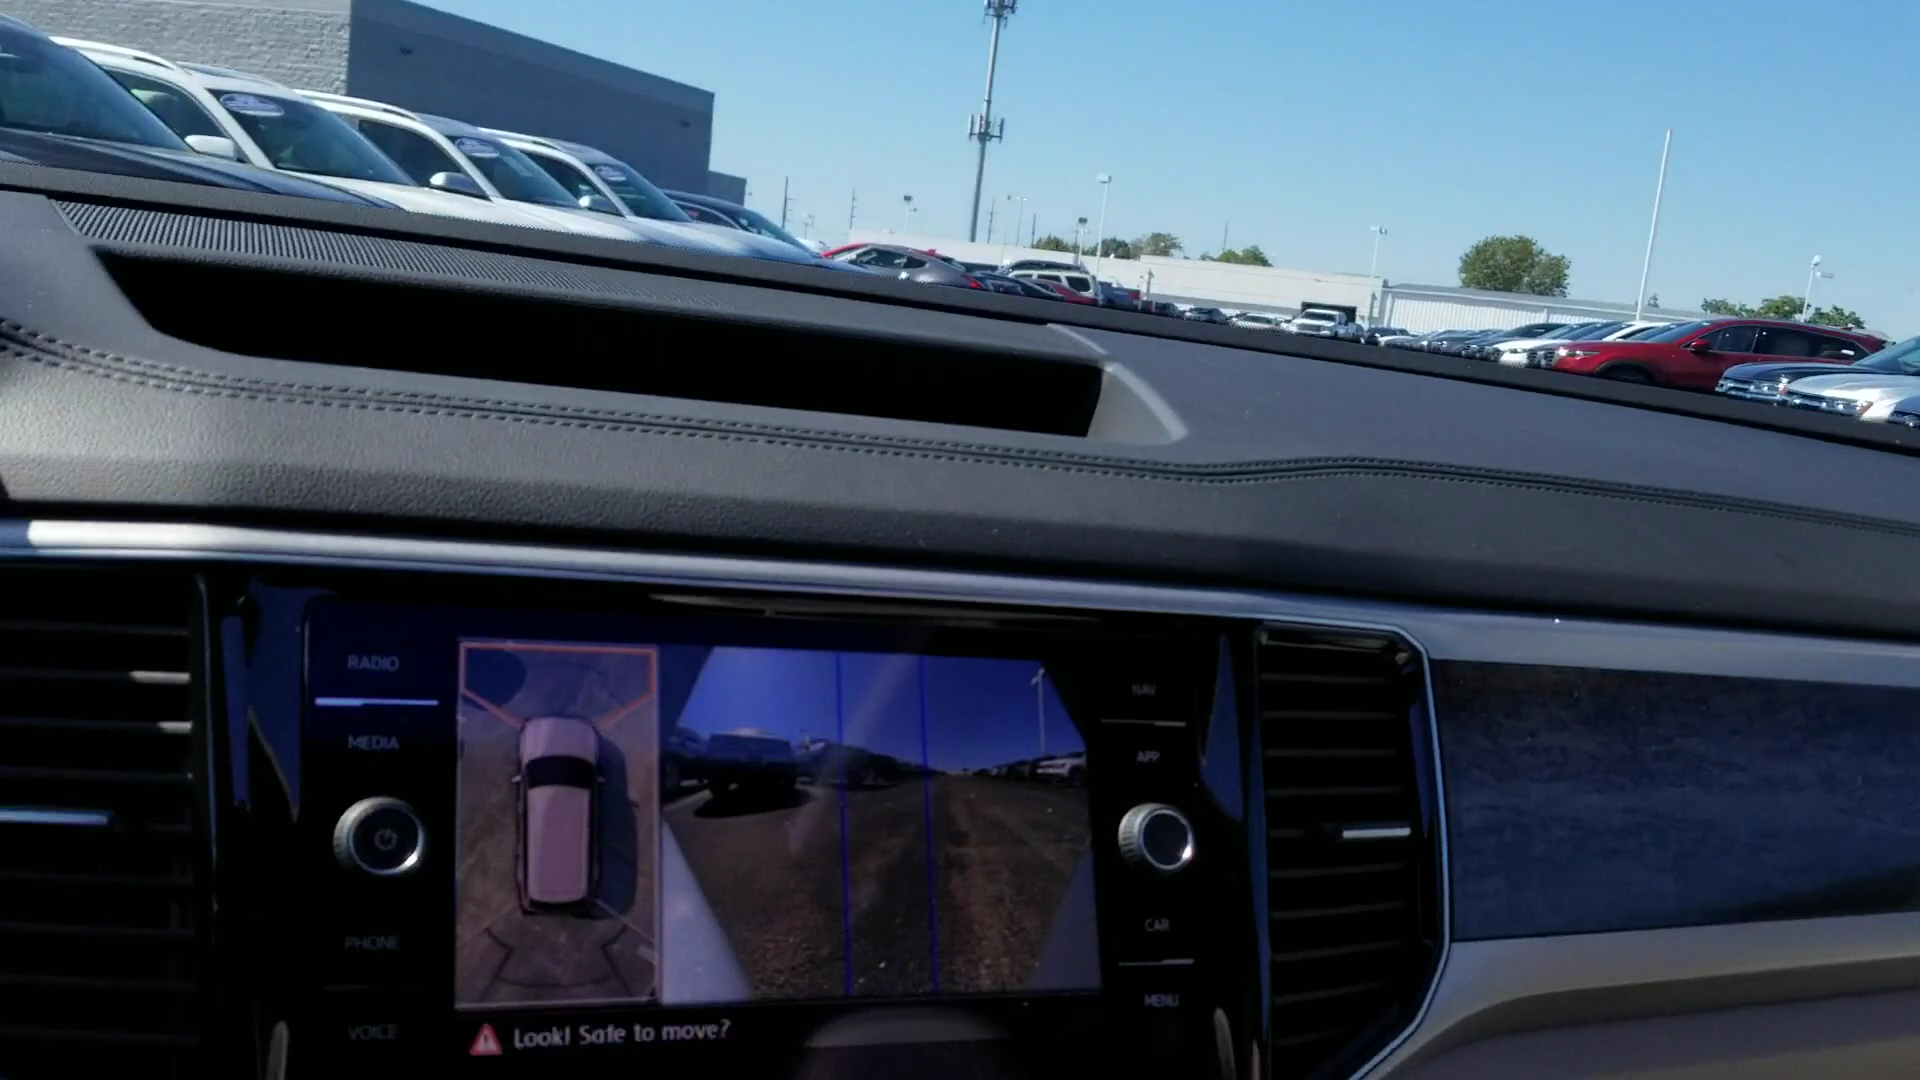 RADIO
MEDIA
PHONE
VOICE
NAV
APP
CAR
MENU
Look! Safe to move?